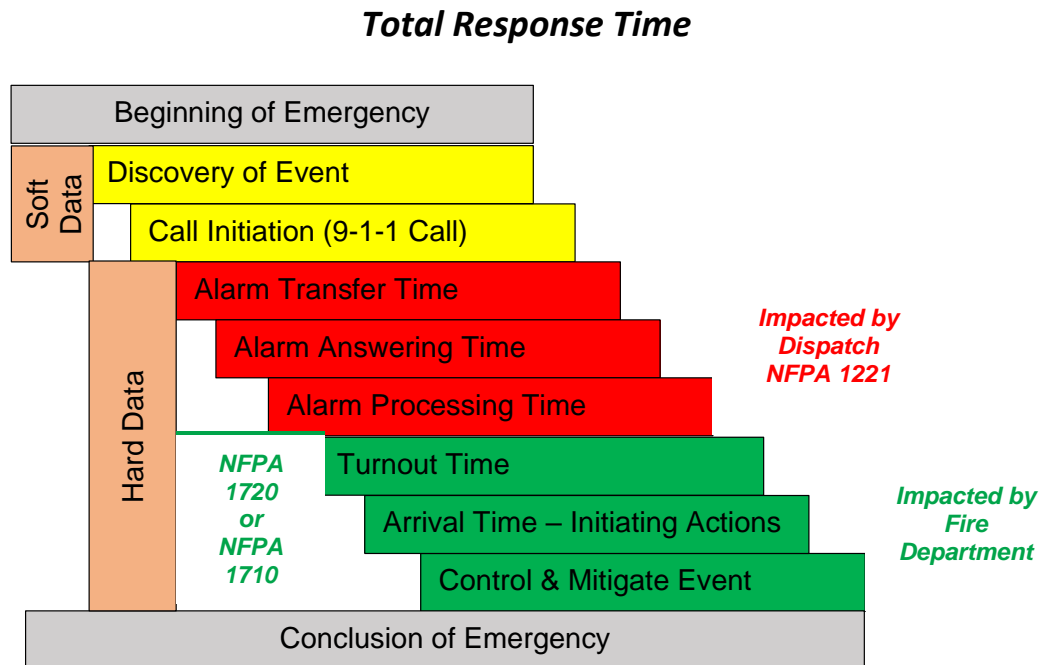 Total Response Time
Beginning of Emergency
Soft
Data
Discovery of Event
Call Initiation (9-1-1 Call)
Hard Data
Alarm Transfer Time
Alarm Answering Time
Alarm Processing Time
Impacted by
Dispatch
NFPA 1221
NFPA
1720
or
NFPA
1710
Turnout Time
Arrival Time – Initiating Actions
Control & Mitigate Event
Impacted by
Fire
Department
Conclusion of Emergency